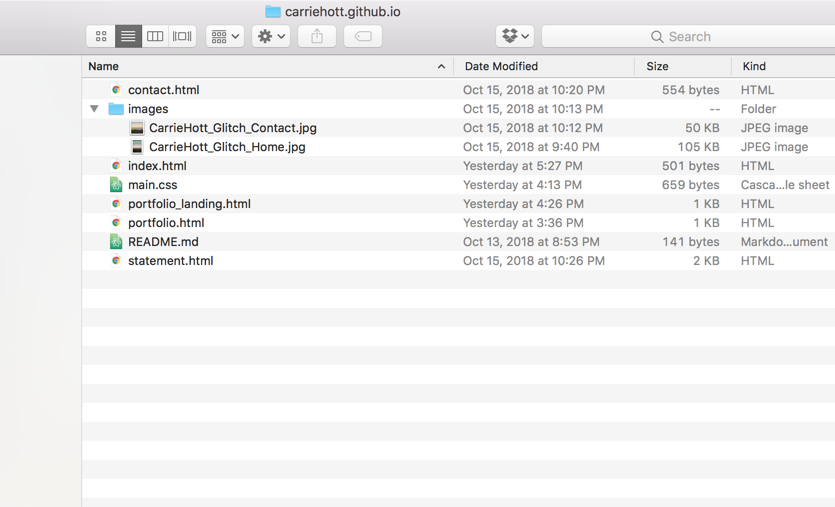 carriehott.github.io
Search
Name Date Modified Size Kind
contact.html Oct 15, 2018 at 10:20 PM 554 bytes HTML
images Oct 15, 2018 at 10:13 PM -- Folder
CarrieHott_Glitch_Contact.jpg Oct 15, 2018 at 10:12 PM 50 KB JPEG image
CarrieHott_Glitch_Home.jpg Oct 15, 2018 at 9:40 PM 105 KB JPEG image
index.html Yesterday at 5:27 PM 501 bytes HTML
main.css Yesterday at 4:13 PM 659 bytes Casca...le sheet
portfolio_landing.html Yesterday at 4:26 PM 1 KB HTML
portfolio.html Yesterday at 3:36 PM 1 KB HTML
README.md Oct 13, 2018 at 8:53 PM 141 bytes Markdo...ument
statement.html Oct 15, 2018 at 10:26 PM 2 KB HTML